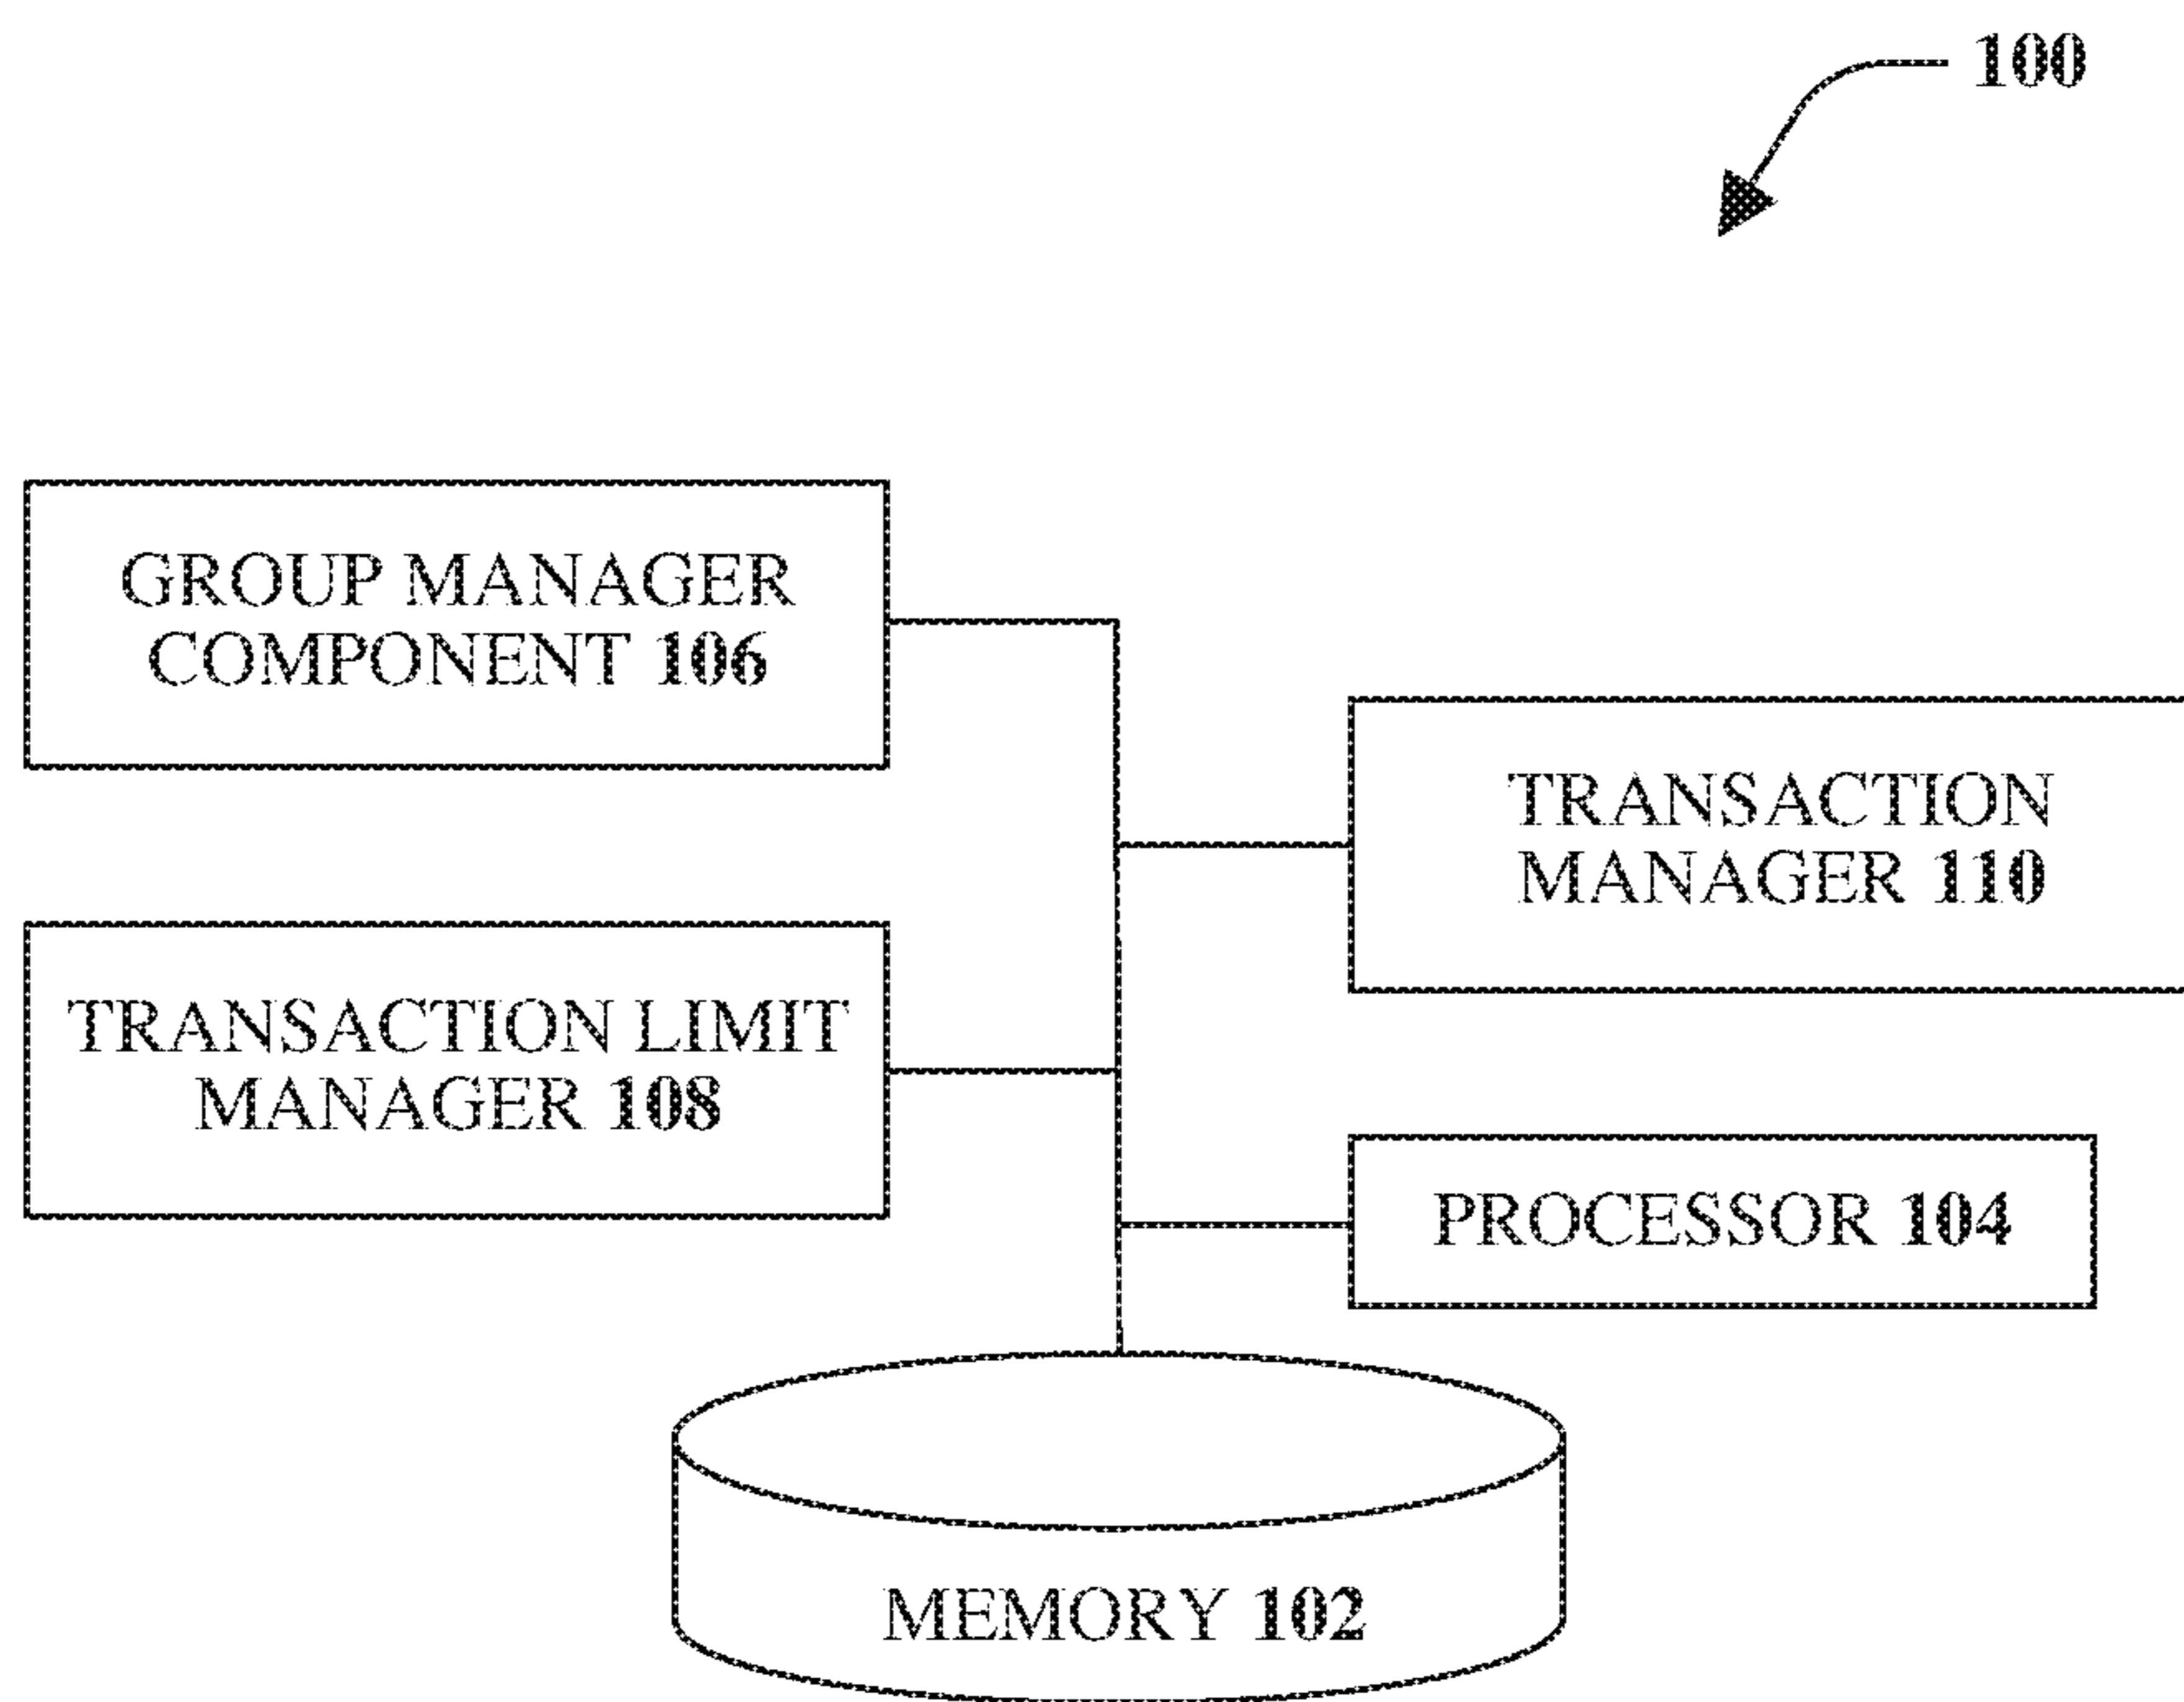 100
GROUP MANAGER
COMPONENT 106
TRANSACTION
MANAGER 110
TRANSACTION LIMIT
MANAGER 108
PROCESSOR 104
MEMORY 102